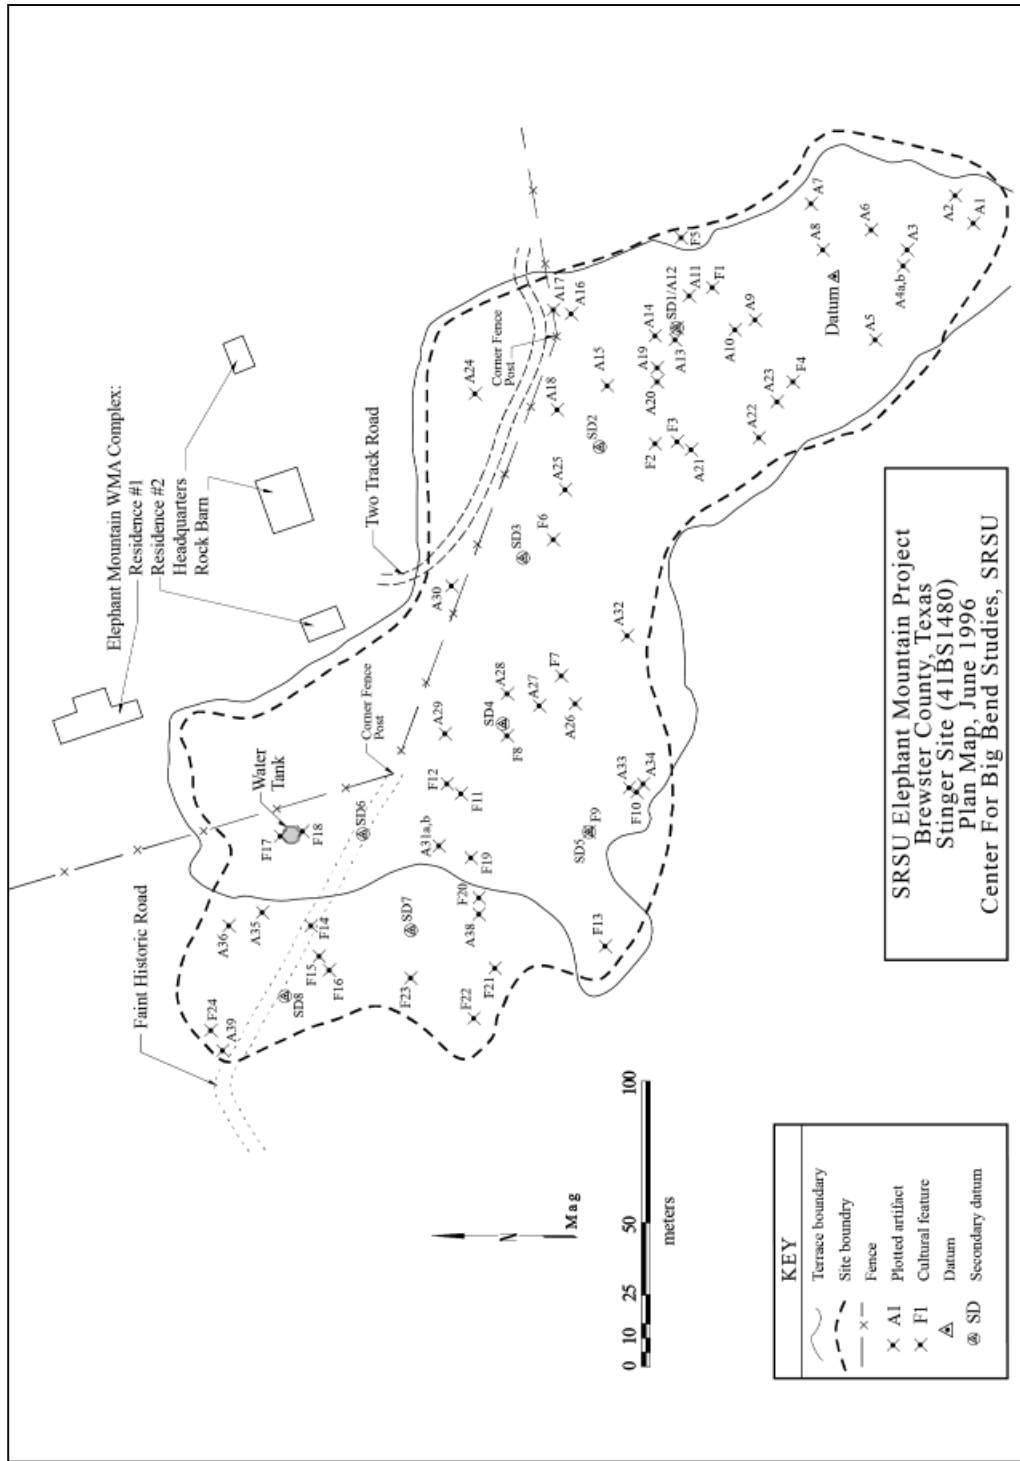 Elephant Mountain WMA Complex:
Residence #1
Residence #2
Headquarters
Rock Barn
Faint Historic Road
Two Track Road
Water
Tank
Corner Fence
Post
Corner Fence
Post
F24
A39
A36
A35
F17
F18
SD8
F15
F16
F14
SD6
SD7
F23
F22
F21
A38
F20
F19
A31a,b
F12
F11
A29
SD4
F8
A28
A27
A26
F7
A30
SD3
F6
A25
A24
A18
A17
A16
SD2
A15
A32
A33
F10
A34
SD5
F9
F13
A20
A19
A14
SD1/A12
A13
A11
F1
F5
F2
F3
A21
A22
A23
F4
A10
A9
Datum
A8
A7
A6
A5
A4a,b
A3
A2
A1
N
Mag
0 10 25 50 100
meters
KEY
Terrace boundary
Site boundry
Fence
A1 Plotted artifact
F1 Cultural feature
Datum
SD Secondary datum
SRSU Elephant Mountain Project
Brewster County, Texas
Stinger Site (41BS1480)
Plan Map, June 1996
Center For Big Bend Studies, SRSU